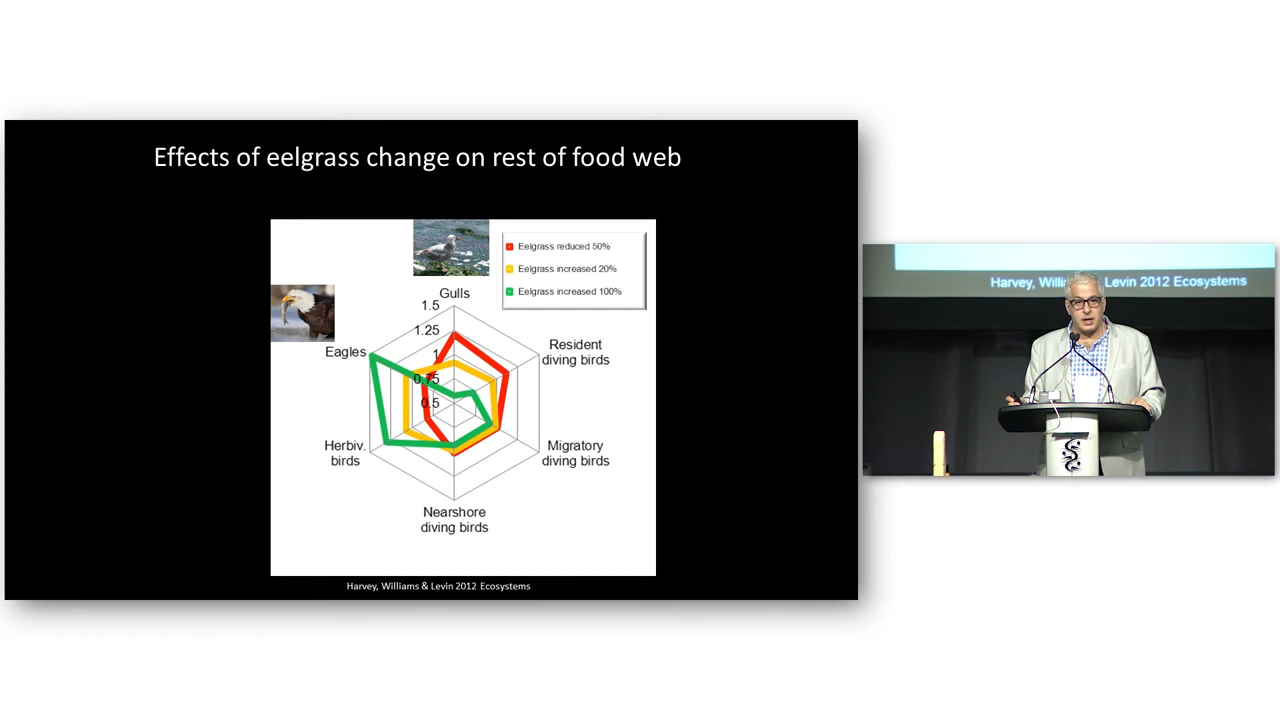 Effects of eelgrass change on rest of food web
Eelgrass reduced 50%
Eelgrass increased 20%
Eelgrass increased 100%
Gulls
1.5
1.25
1
0.75
0.5
Resident
diving birds
Migratory
diving birds
Nearshore
diving birds
Herbiv.
birds
Eagles
Harvey, Williams & Levin 2012 Ecosystems
Harvey, Willi
Levin 2012 Ecosystems